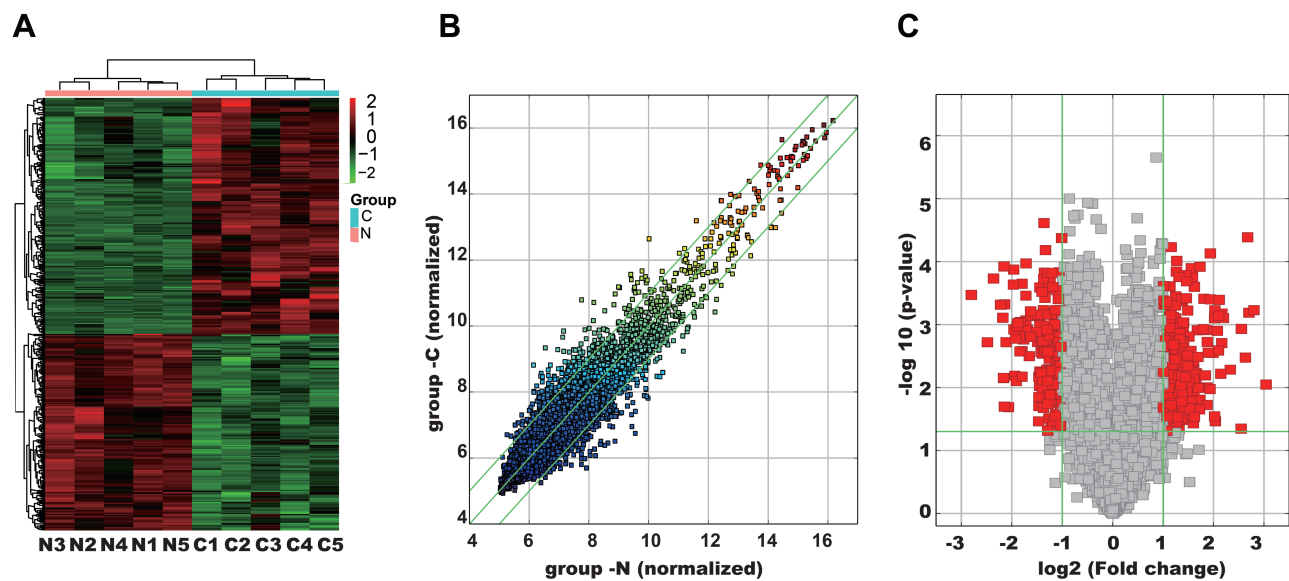 A
2
1
0
−1
−2
Group
C
N
N3 N2 N4 N1 N5 C1 C2 C3 C4 C5
B
group -C (normalized)
16
14
12
10
8
6
4
4 6 8 10 12 14 16
group -N (normalized)
C
-log 10 (p-value)
6
5
4
3
2
1
0
-3 -2 -1 0 1 2 3
log2 (Fold change)